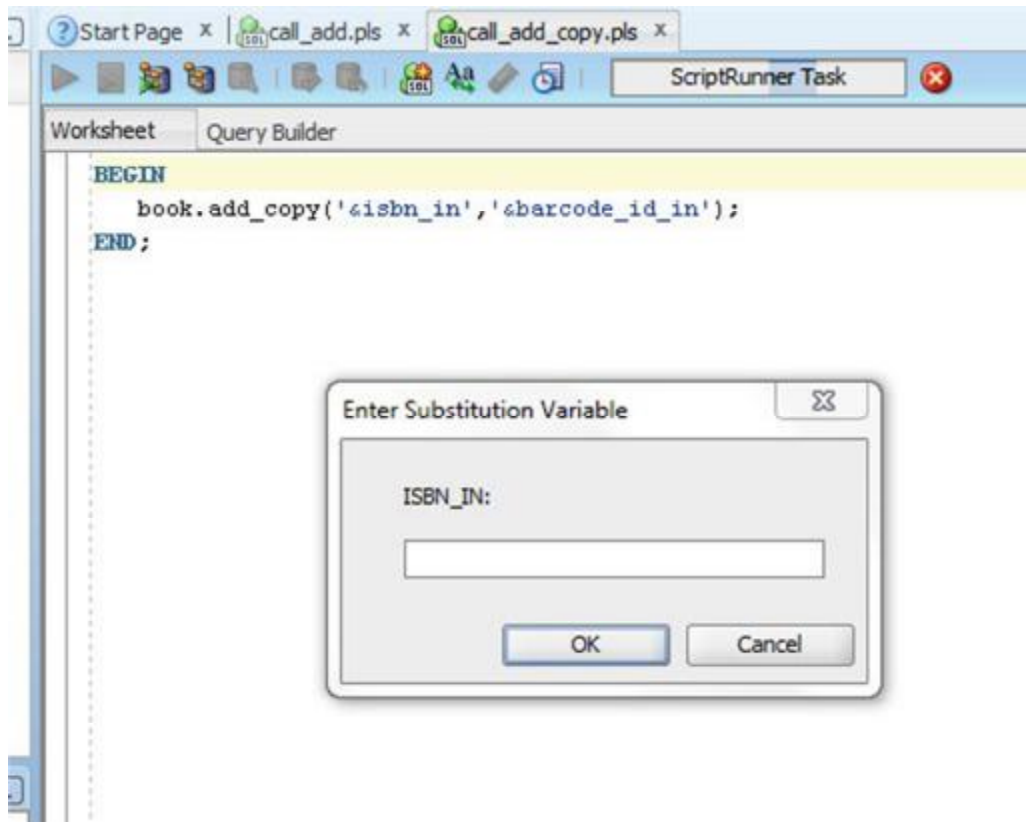 Start Page x call_add.pls x call_add_copy.pls x
SQL ScriptRunner Task
Worksheet Query Builder
BEGIN
book.add_copy('&isbn_in','&barcode_id_in');
END;
Enter Substitution Variable
ISBN_IN:
OK Cancel